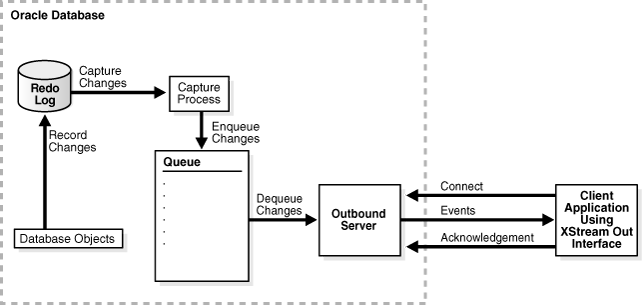 Oracle Database
Redo
Log
Capture
Changes
Capture
Process
Record
Changes
Enqueue
Changes
Queue
Database Objects
Dequeue
Changes
Outbound
Server
Connect
Events
Acknowledgement
Client
Application
Using
XStream Out
Interface